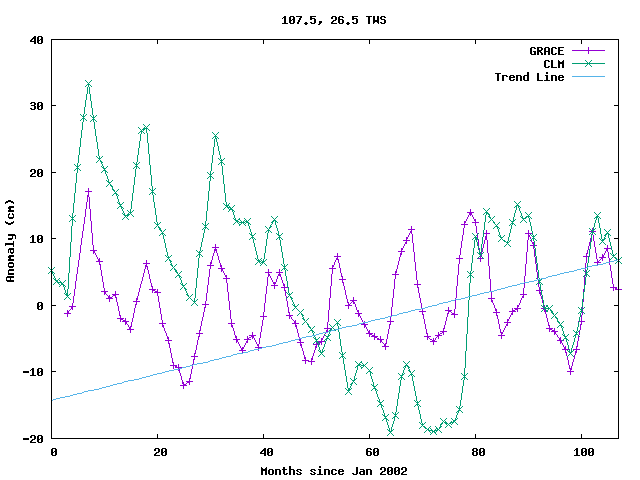 107.5, 26.5 TWS
GRACE
CLM
Trend Line
40
30
20
10
0
-10
-20
Anomaly (cm)
0 20 40 60 80 100
Months since Jan 2002